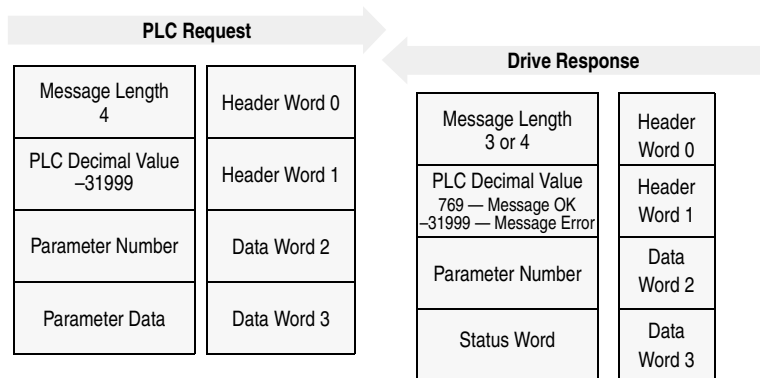 PLC Request
Message Length
4
Header Word 0
PLC Decimal Value
–31999
Header Word 1
Parameter Number
Data Word 2
Parameter Data
Data Word 3
Drive Response
Message Length
3 or 4
Header
Word 0
PLC Decimal Value
769 — Message OK
–31999 — Message Error
Header
Word 1
Parameter Number
Data
Word 2
Status Word
Data
Word 3